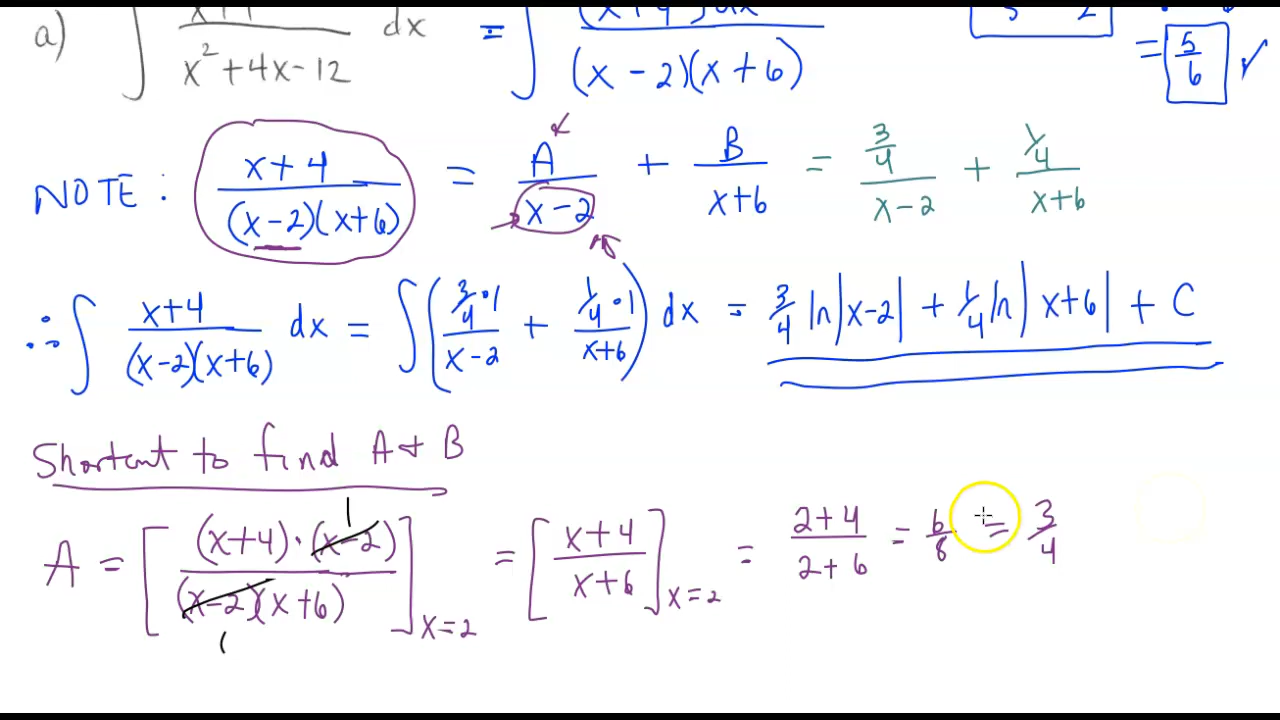 a) ∫ / x²+4x-12 dx = ∫ (x+4)dx / (x-2)(x+6)
= 5/6 ✓
NOTE: x+4 / (x-2)(x+6) = A / x-2 + B / x+6 = 3/4 / x-2 + 1/4 / x+6
∴ ∫ x+4 / (x-2)(x+6) dx = ∫ (3/4·1 / x-2 + 1/4·1 / x+6) dx = 3/4 ln|x-2| + 1/4 ln|x+6| + C
Shortcut to find A & B
A = [(x+4)·(x-2) 1 / (x-2)(x+6) 1] x=2 = [x+4 / x+6] x=2 = 2+4 / 2+6 = 6/8 = 3/4